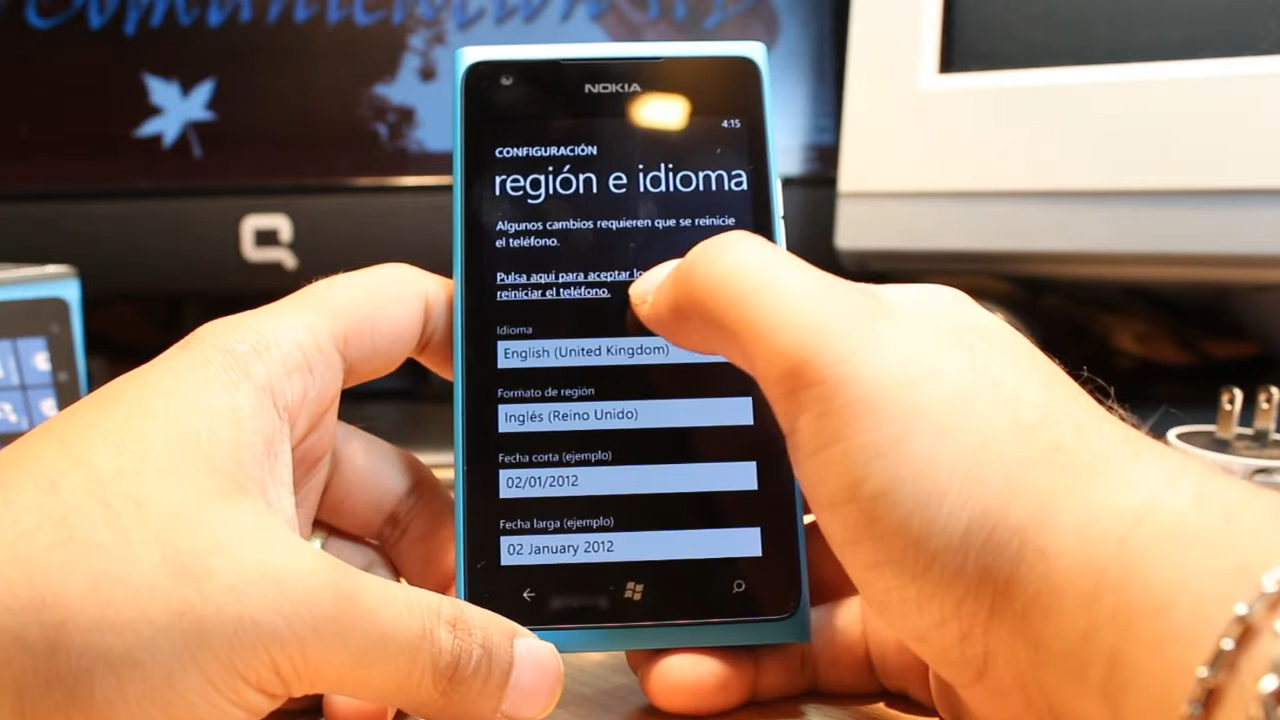 NOKIA
4:15
CONFIGURACIÓN
región e idioma
Algunos cambios requieren que se reinicie
el teléfono.
Pulsa aquí para aceptar
reiniciar el teléfono.
Idioma
English (United Kingdom)
Formato de región
Inglés (Reino Unido)
Fecha corta (ejemplo)
02/01/2012
Fecha larga (ejemplo)
02 January 2012